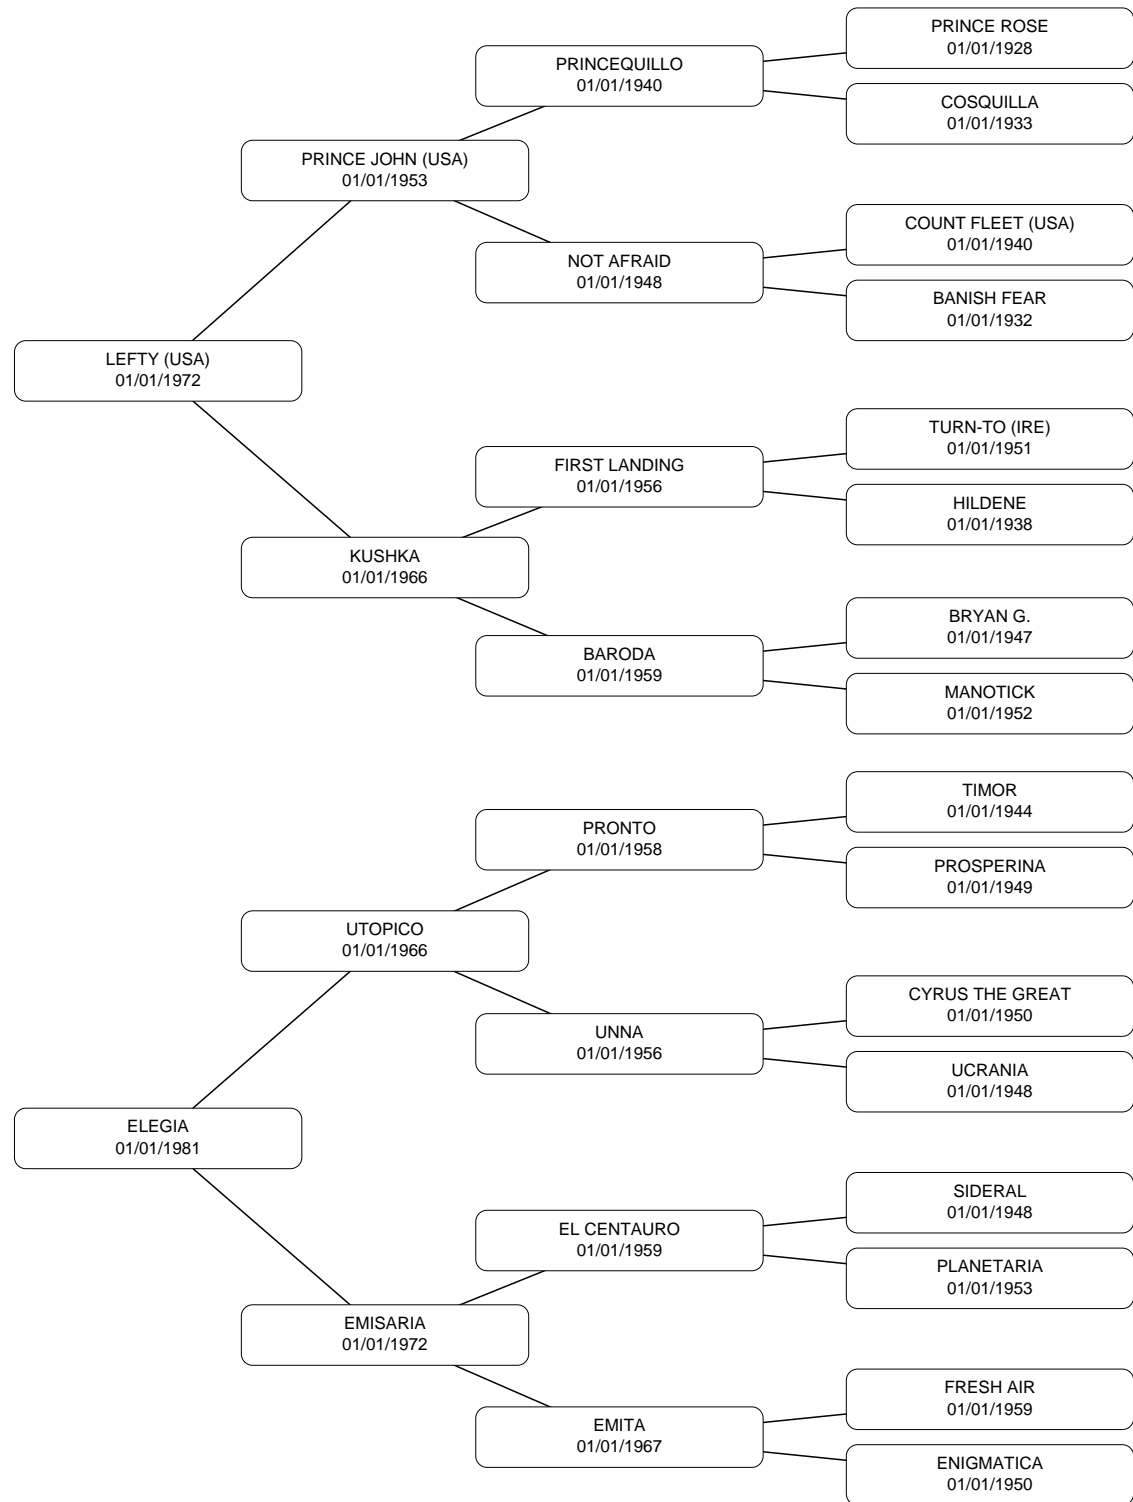 PRINCE ROSE
01/01/1928
PRINCEQUILLO
01/01/1940
COSQUILLA
01/01/1933
PRINCE JOHN (USA)
01/01/1953
COUNT FLEET (USA)
01/01/1940
NOT AFRAID
01/01/1948
BANISH FEAR
01/01/1932
LEFTY (USA)
01/01/1972
TURN-TO (IRE)
01/01/1951
FIRST LANDING
01/01/1956
HILDENE
01/01/1938
KUSHKA
01/01/1966
BRYAN G.
01/01/1947
BARODA
01/01/1959
MANOTICK
01/01/1952
TIMOR
01/01/1944
PRONTO
01/01/1958
PROSPERINA
01/01/1949
UTOPICO
01/01/1966
CYRUS THE GREAT
01/01/1950
UNNA
01/01/1956
UCRANIA
01/01/1948
ELEGIA
01/01/1981
SIDERAL
01/01/1948
EL CENTAURO
01/01/1959
PLANETARIA
01/01/1953
EMISARIA
01/01/1972
FRESH AIR
01/01/1959
EMITA
01/01/1967
ENIGMATICA
01/01/1950